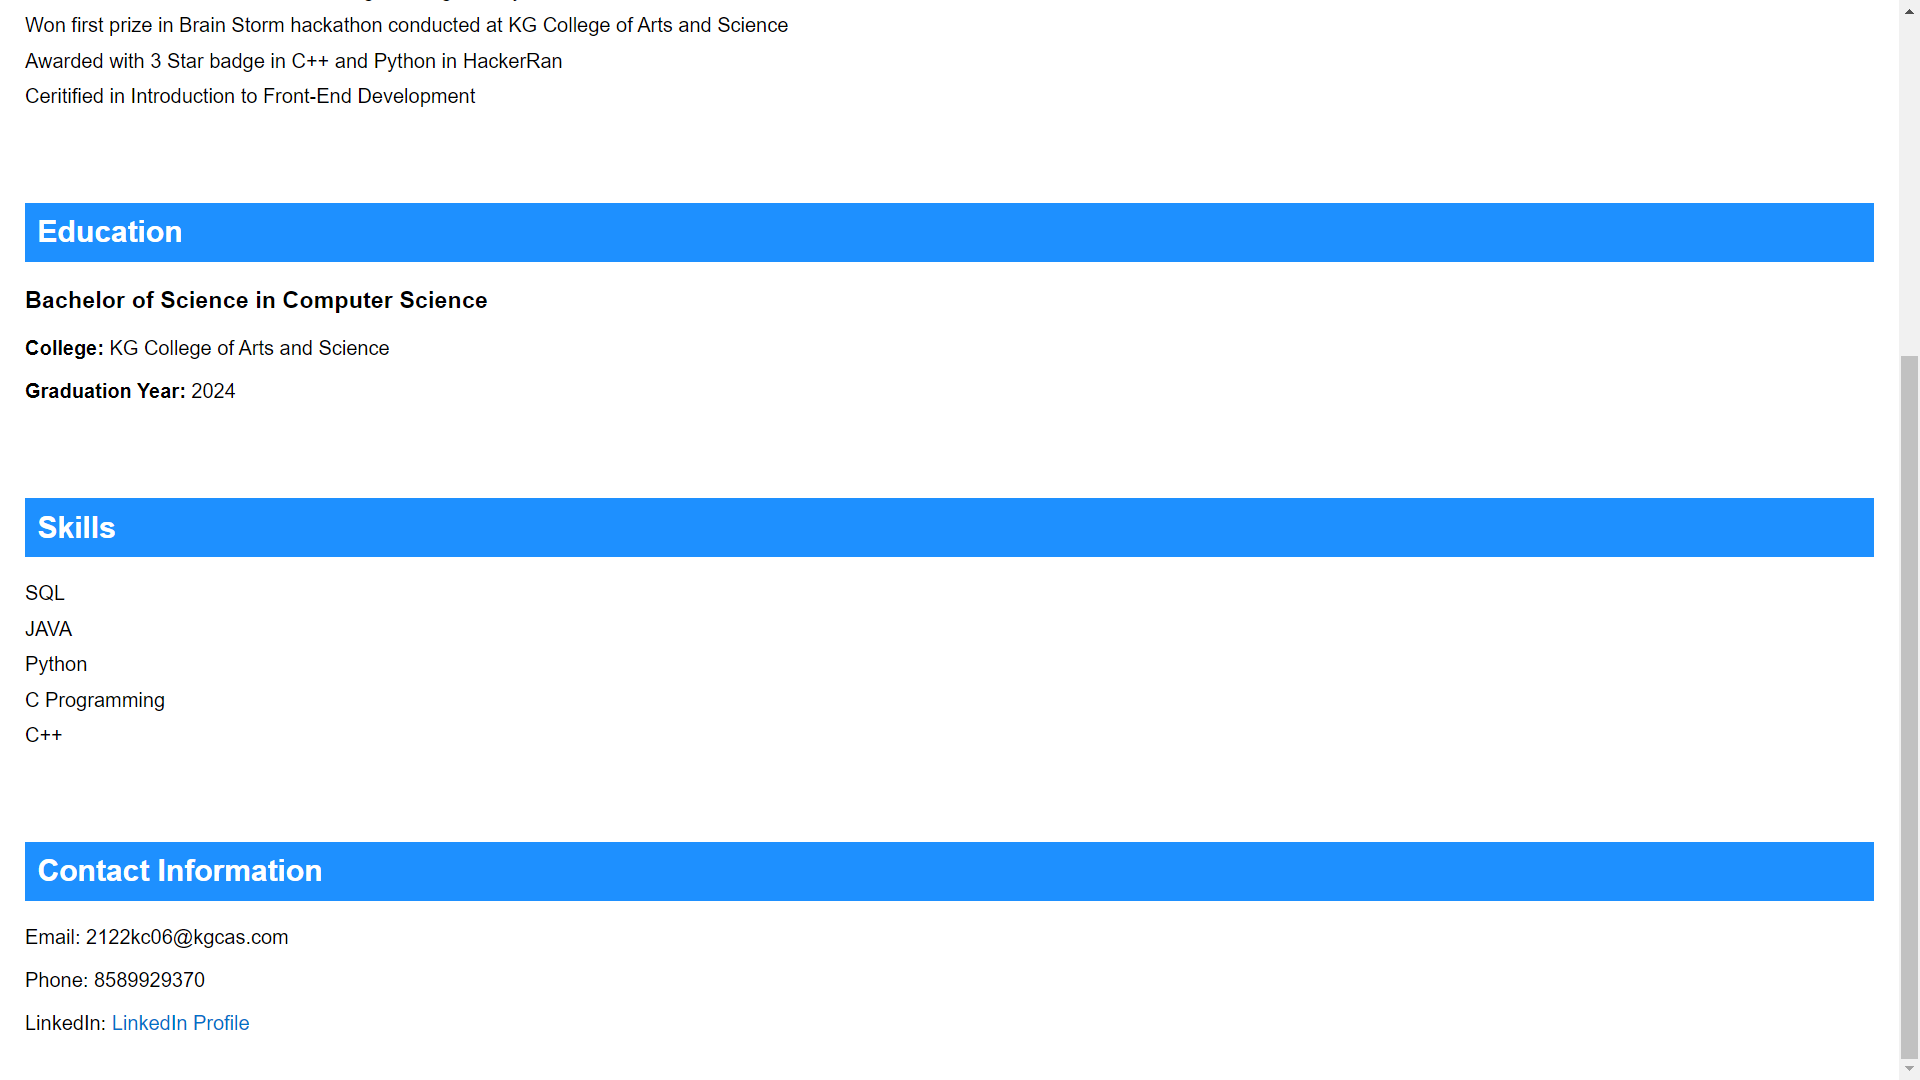 Won first prize in Brain Storm hackathon conducted at KG College of Arts and Science
Awarded with 3 Star badge in C++ and Python in HackerRan
Ceritified in Introduction to Front-End Development
Education
Bachelor of Science in Computer Science
College: KG College of Arts and Science
Graduation Year: 2024
Skills
SQL
JAVA
Python
C Programming
C++
Contact Information
Email: 2122kc06@kgcas.com
Phone: 8589929370
LinkedIn: LinkedIn Profile